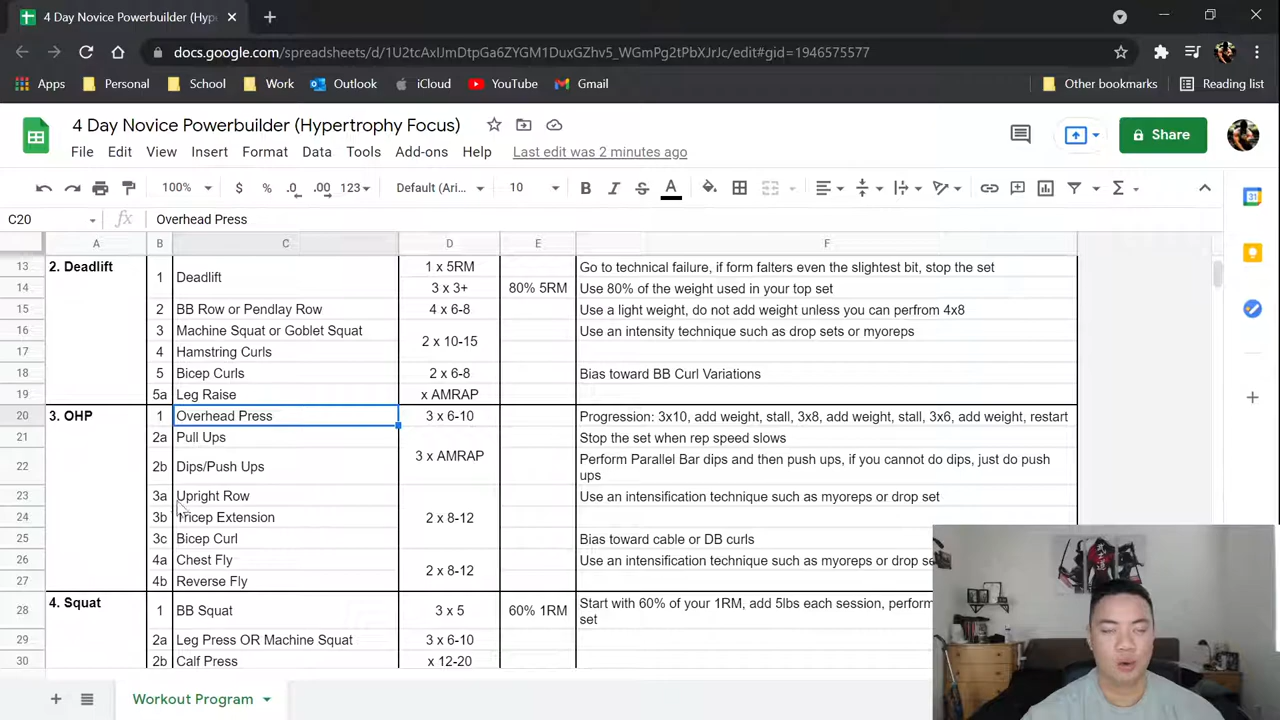 4 Day Novice Powerbuilder (Hyp
docs.google.com/spreadsheets/d/1U2tcAxIJmDtpGa6ZYGM1DuxGZhv5_WGmPg2tPbXJrJc/edit#gid=1946575577
Apps Personal School Work Outlook iCloud YouTube Gmail Other bookmarks Reading list
4 Day Novice Powerbuilder (Hypertrophy Focus)
File Edit View Insert Format Data Tools Add-ons Help Last edit was 2 minutes ago
Share
100% $ % .0 .00 123 Default (Ari... 10 B I S A
C20 fx Overhead Press
A B C D E F
13 2. Deadlift 1 Deadlift 1 x 5RM Go to technical failure, if form falters even the slightest bit, stop the set
14 3 x 3+ 80% 5RM Use 80% of the weight used in your top set
15 2 BB Row or Pendlay Row 4 x 6-8 Use a light weight, do not add weight unless you can perfrom 4x8
16 3 Machine Squat or Goblet Squat 2 x 10-15 Use an intensity technique such as drop sets or myoreps
17 4 Hamstring Curls
18 5 Bicep Curls 2 x 6-8 Bias toward BB Curl Variations
19 5a Leg Raise x AMRAP
20 3. OHP 1 Overhead Press 3 x 6-10 Progression: 3x10, add weight, stall, 3x8, add weight, stall, 3x6, add weight, restart
21 2a Pull Ups 3 x AMRAP Stop the set when rep speed slows
22 2b Dips/Push Ups Perform Parallel Bar dips and then push ups, if you cannot do dips, just do push
ups
23 3a Upright Row 2 x 8-12 Use an intensification technique such as myoreps or drop set
24 3b Tricep Extension
25 3c Bicep Curl Bias toward cable or DB curls
26 4a Chest Fly 2 x 8-12 Use an intensification technique such as myoreps or drop se
27 4b Reverse Fly
28 4. Squat 1 BB Squat 3 x 5 60% 1RM Start with 60% of your 1RM, add 5lbs each session, perform
set
29 2a Leg Press OR Machine Squat 3 x 6-10
30 2b Calf Press x 12-20
Workout Program